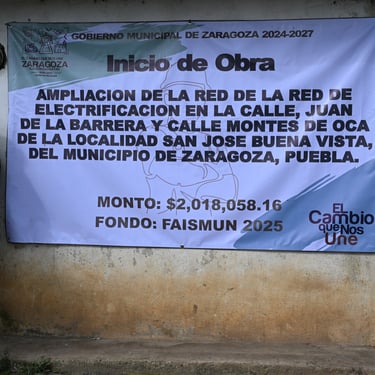 GOBIERNO MUNICIPAL DE ZARAGOZA 2024-2027
ZARAGOZA
Inicio de Obra
AMPLIACION DE LA RED DE LA RED DE
ELECTRIFICACION EN LA CALLE, JUAN
DE LA BARRERA Y CALLE MONTES DE OCA
DE LA LOCALIDAD SAN JOSE BUENA VISTA,
DEL MUNICIPIO DE ZARAGOZA, PUEBLA.
MONTO: $2,018,058.16
FONDO: FAISMUN 2025
El
Cambio
que Nos
Une